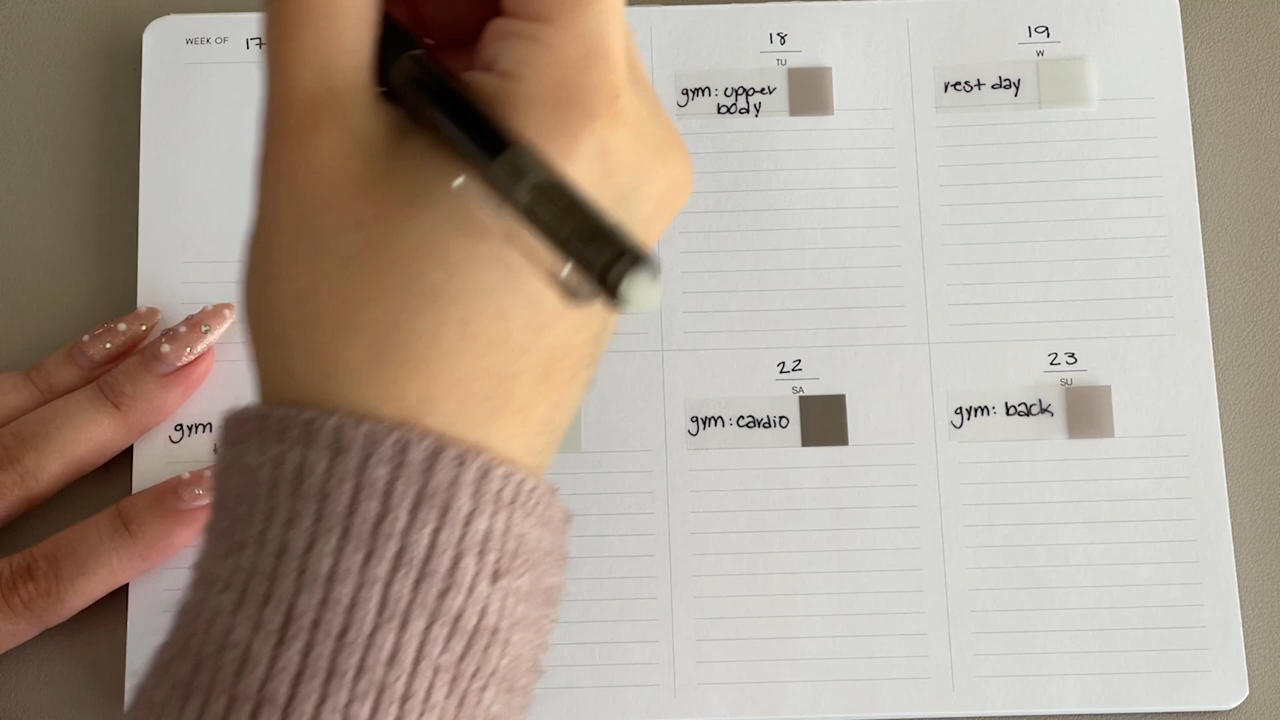 WEEK OF 17
18
TU
gym: upper
body
19
W
rest day
gym
22
SA
gym: cardio
23
SU
gym: back